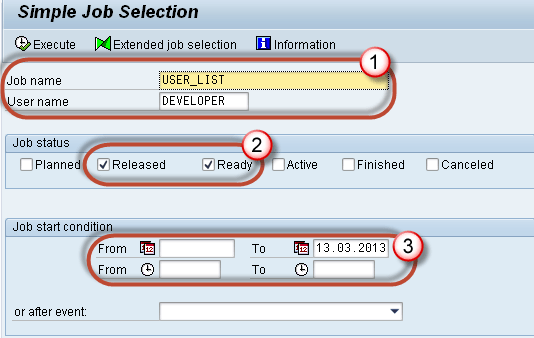 Simple Job Selection
Execute Extended job selection Information
1
Job name USER_LIST
User name DEVELOPER
Job status
2
Planned Released Ready Active Finished Canceled
Job start condition
From To 13.03.2013 3
From To
or after event: